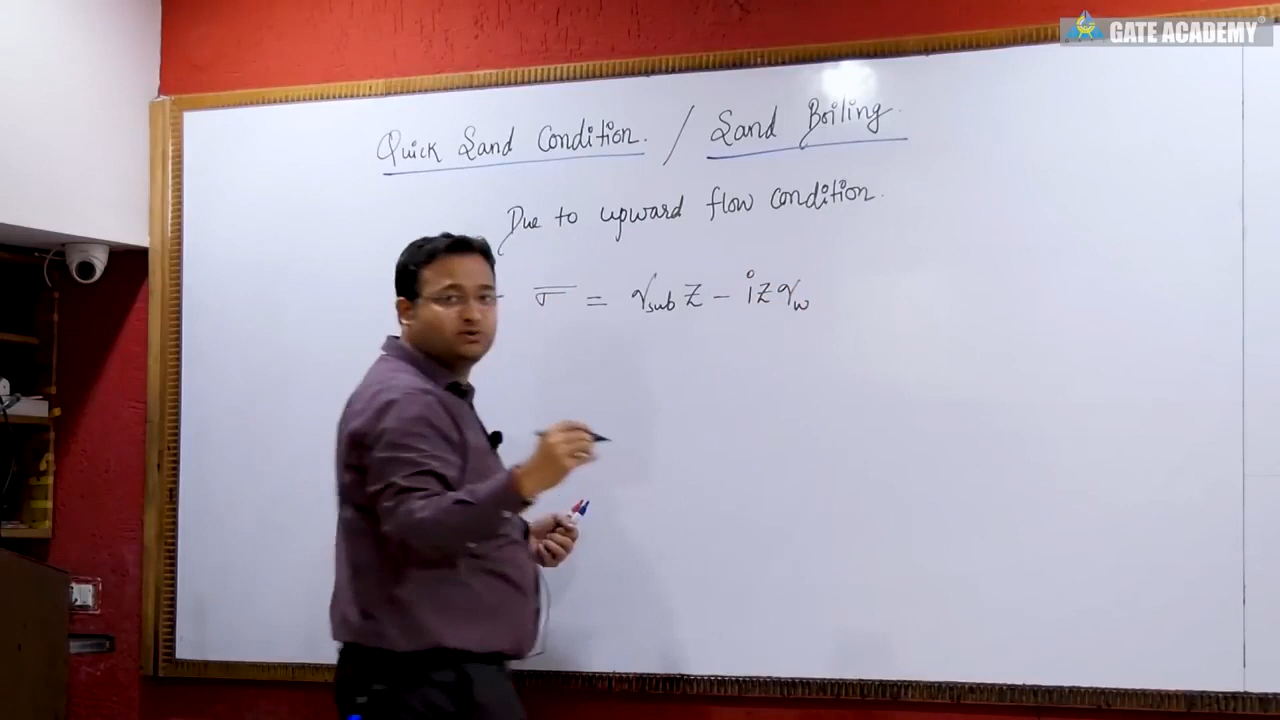 GATE ACADEMY®
Quick Sand Condition. / Sand Boiling.
Due to upward flow condition.
σ̅ = γsub Z - i z γw